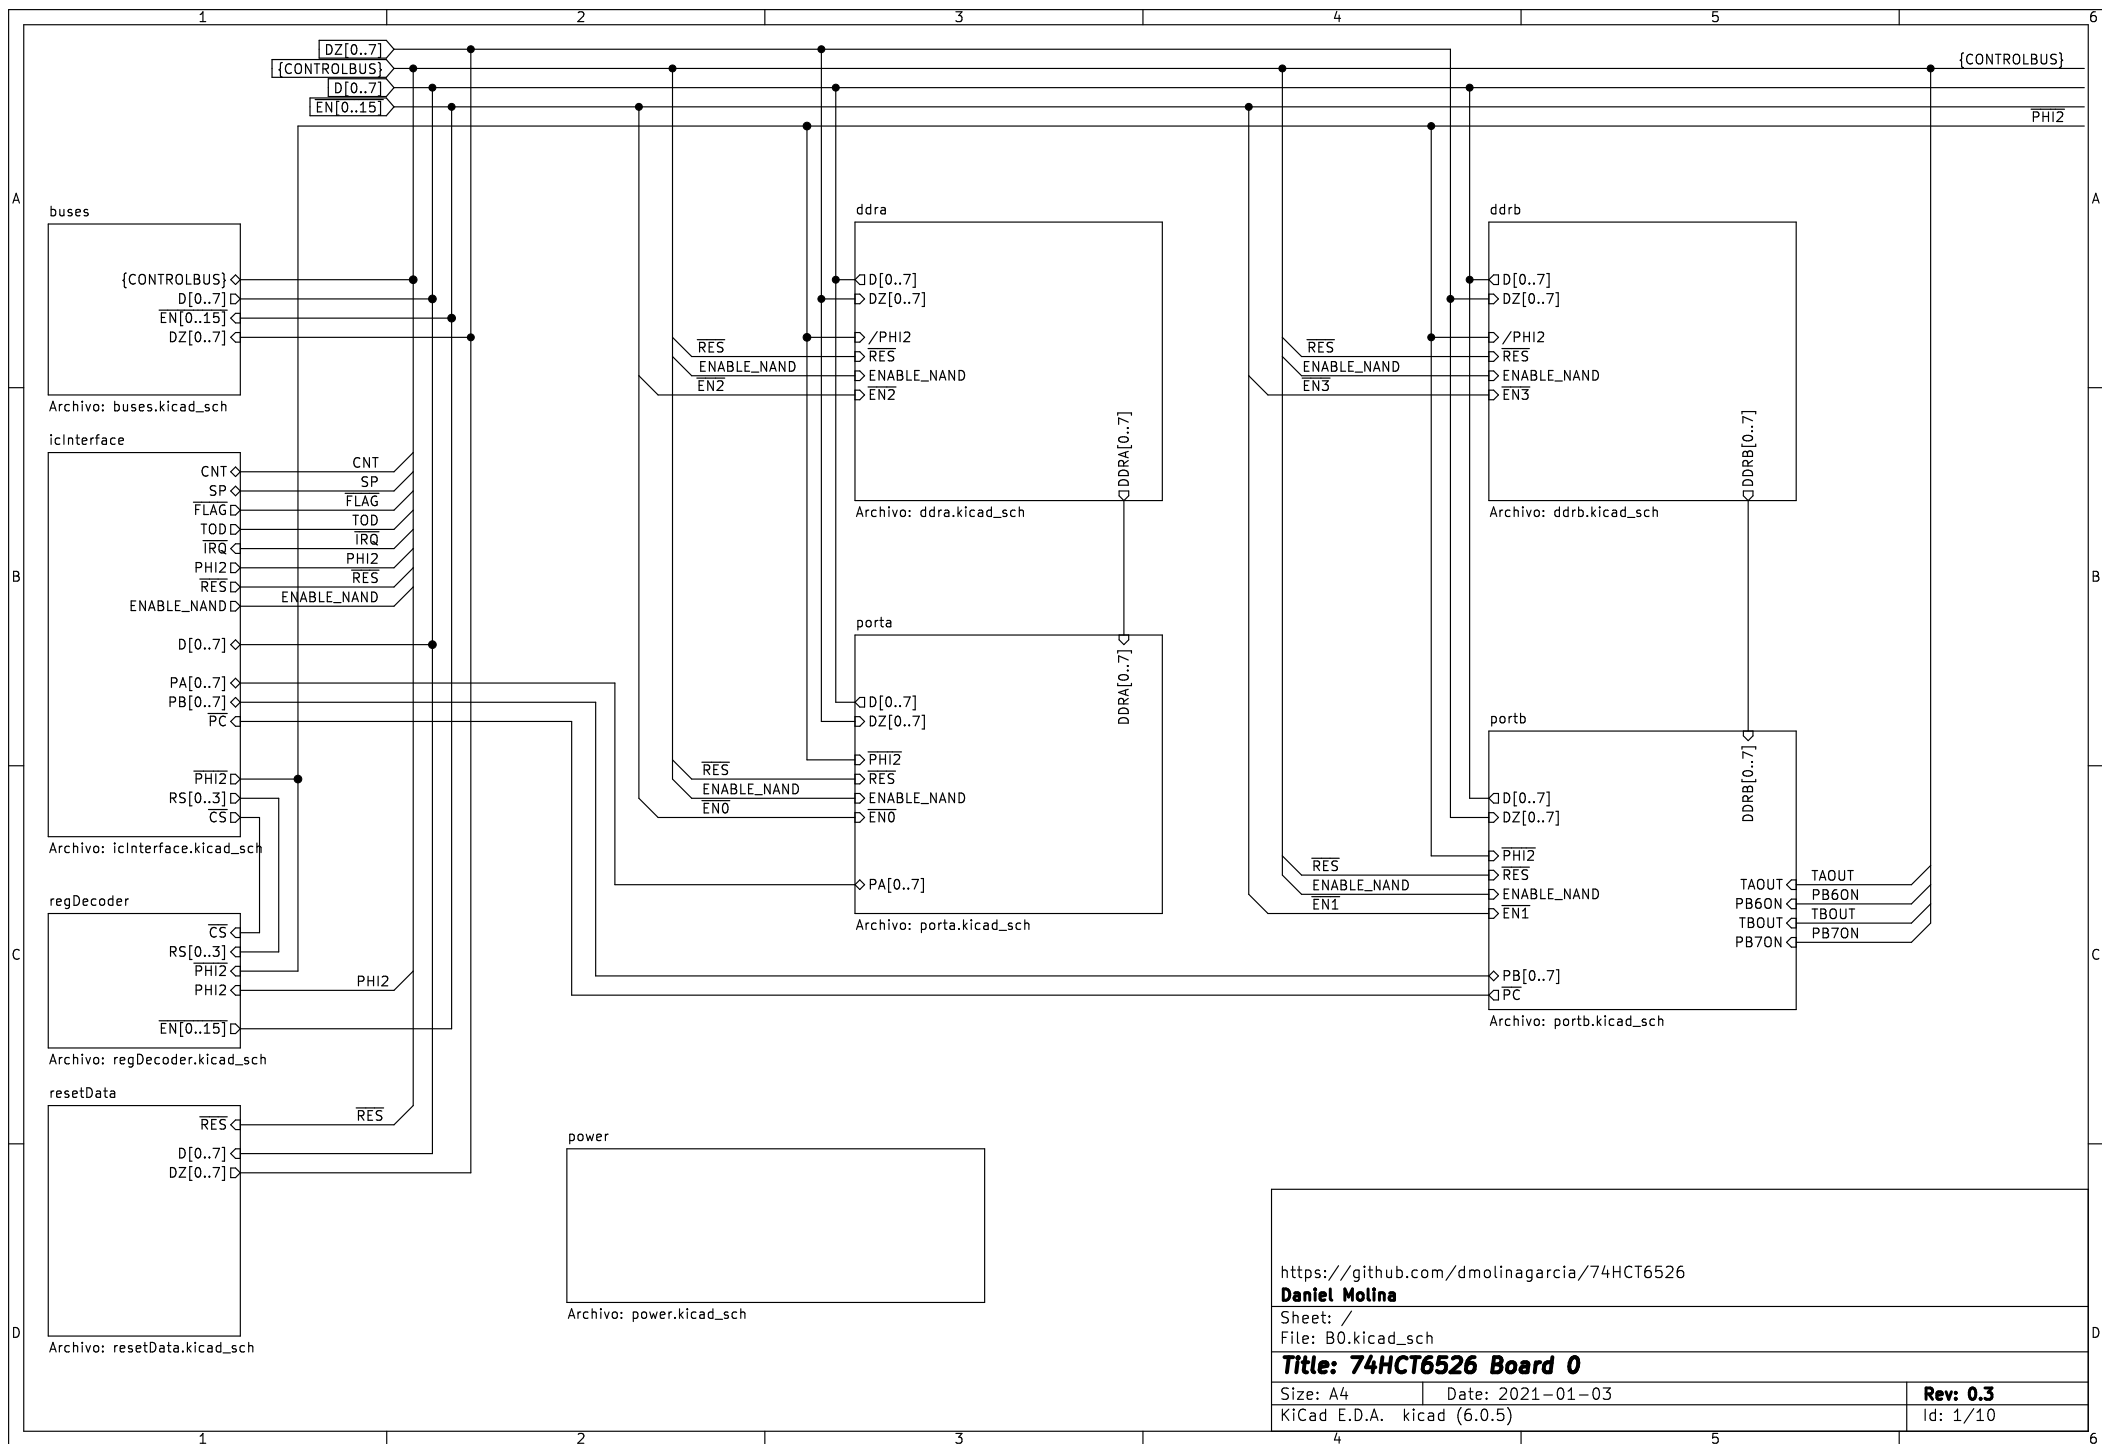 1 2 3 4 5 6
DZ[0..7]
{CONTROLBUS} {CONTROLBUS}
D[0..7]
EN[0..15]
PHI2
A A
buses
{CONTROLBUS}
D[0..7]
EN[0..15]
DZ[0..7]
Archivo: buses.kicad_sch
icInterface
CNT CNT
SP SP
FLAG FLAG
TOD TOD
IRQ IRQ
PHI2 PHI2
RES RES
ENABLE_NAND ENABLE_NAND
D[0..7]
PA[0..7]
PB[0..7]
PC
PHI2
RS[0..3]
CS
Archivo: icInterface.kicad_sch
B B
regDecoder
CS
RS[0..3]
PHI2
PHI2 PHI2
EN[0..15]
Archivo: regDecoder.kicad_sch
C C
resetData
RES RES
D[0..7]
DZ[0..7]
Archivo: resetData.kicad_sch
D D
ddra
D[0..7]
DZ[0..7]
/PHI2
RES RES
ENABLE_NAND ENABLE_NAND
EN2 EN2
DDRA[0..7]
Archivo: ddra.kicad_sch
porta
DDRA[0..7]
D[0..7]
DZ[0..7]
PHI2
RES RES
ENABLE_NAND ENABLE_NAND
EN0 EN0
PA[0..7]
Archivo: porta.kicad_sch
ddrb
D[0..7]
DZ[0..7]
/PHI2
RES RES
ENABLE_NAND ENABLE_NAND
EN3 EN3
DDRB[0..7]
Archivo: ddrb.kicad_sch
portb
DDRB[0..7]
D[0..7]
DZ[0..7]
PHI2
RES RES
ENABLE_NAND ENABLE_NAND
EN1 EN1
TAOUT TAOUT
PB6ON PB6ON
TBOUT TBOUT
PB7ON PB7ON
PB[0..7]
PC
Archivo: portb.kicad_sch
power
Archivo: power.kicad_sch
https://github.com/dmolinagarcia/74HCT6526
Daniel Molina
Sheet: /
File: B0.kicad_sch
Title: 74HCT6526 Board 0
Size: A4 Date: 2021-01-03 Rev: 0.3
KiCad E.D.A. kicad (6.0.5) Id: 1/10
1 2 3 4 5 6